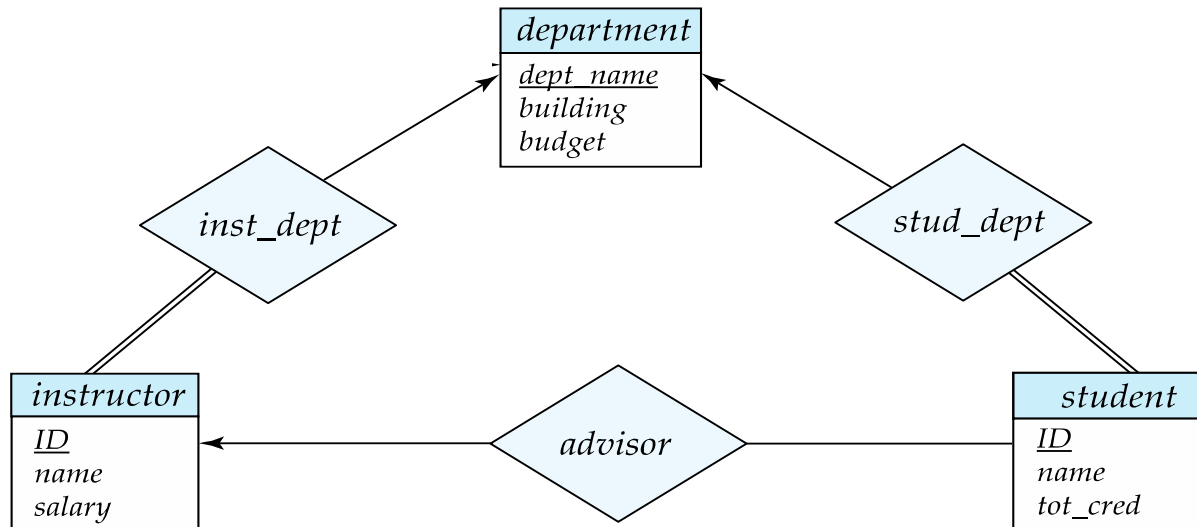 department
dept_name
building
budget
inst_dept
stud_dept
instructor
ID
name
salary
advisor
student
ID
name
tot_cred